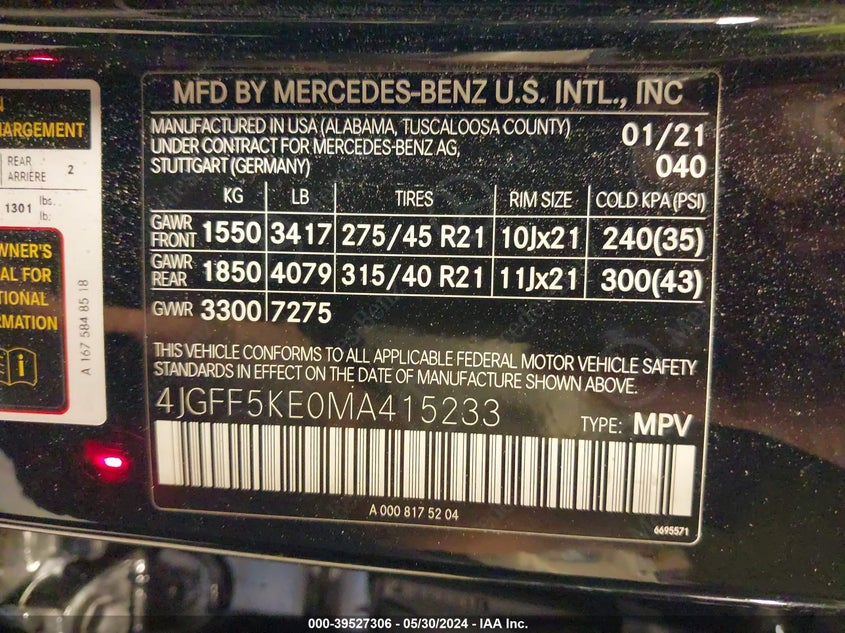 N
HARGEMENT
REAR
ARRIÈRE 2
1301 lbs.
lb;
OWNER'S
AL FOR
TIONAL
RMATION
i
A 167 584 85 18
MFD BY MERCEDES-BENZ U.S. INTL., INC
MANUFACTURED IN USA (ALABAMA, TUSCALOOSA COUNTY)
UNDER CONTRACT FOR MERCEDES-BENZ AG,
STUTTGART (GERMANY)
01/21
040
KG LB TIRES RIM SIZE COLD KPA (PSI)
GAWR FRONT 1550 3417 275/45 R21 10Jx21 240(35)
GAWR REAR 1850 4079 315/40 R21 11Jx21 300(43)
GVWR 3300 7275
THIS VEHICLE CONFORMS TO ALL APPLICABLE FEDERAL MOTOR VEHICLE SAFETY
STANDARDS IN EFFECT ON THE DATE OF MANUFACTURE SHOWN ABOVE.
4JGFF5KE0MA415233
TYPE: MPV
A 000 817 52 04
6695571
000-39527306 - 05/30/2024 - IAA Inc.